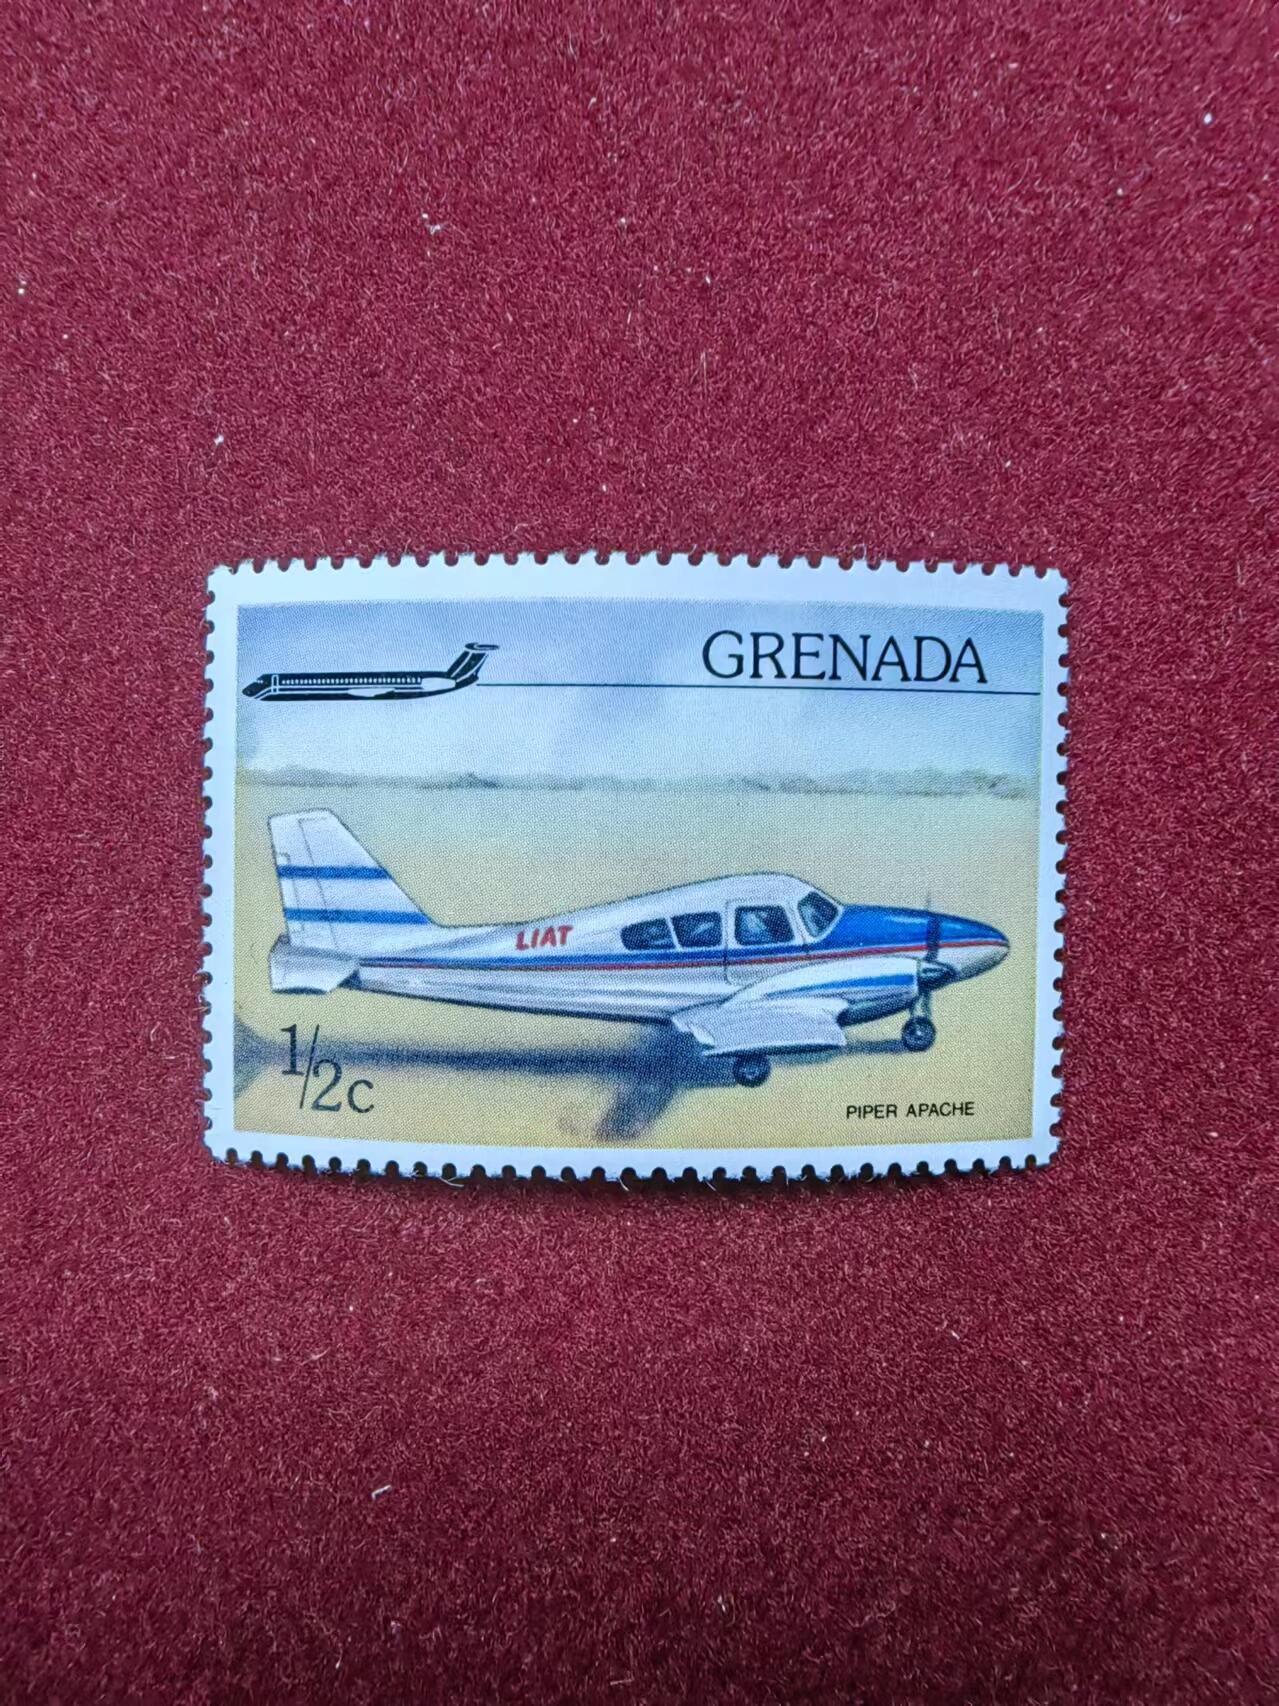 GRENADA
LIAT
1/2c
PIPER APACHE